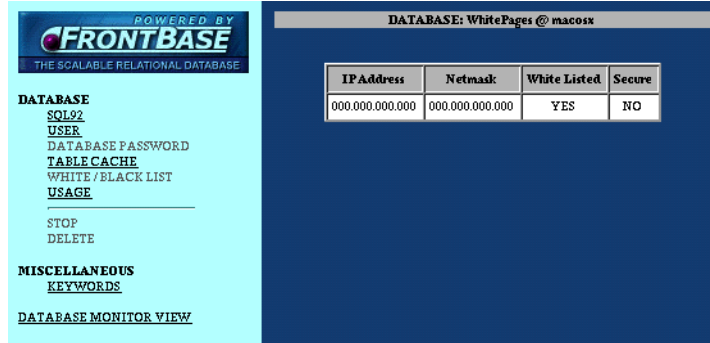 POWERED BY
FRONTBASE
THE SCALABLE RELATIONAL DATABASE
DATABASE
SQL92
USER
DATABASE PASSWORD
TABLE CACHE
WHITE / BLACK LIST
USAGE
STOP
DELETE
MISCELLANEOUS
KEYWORDS
DATABASE MONITOR VIEW
DATABASE: WhitePages @ macosx
IP Address Netmask White Listed Secure
000.000.000.000 000.000.000.000 YES NO